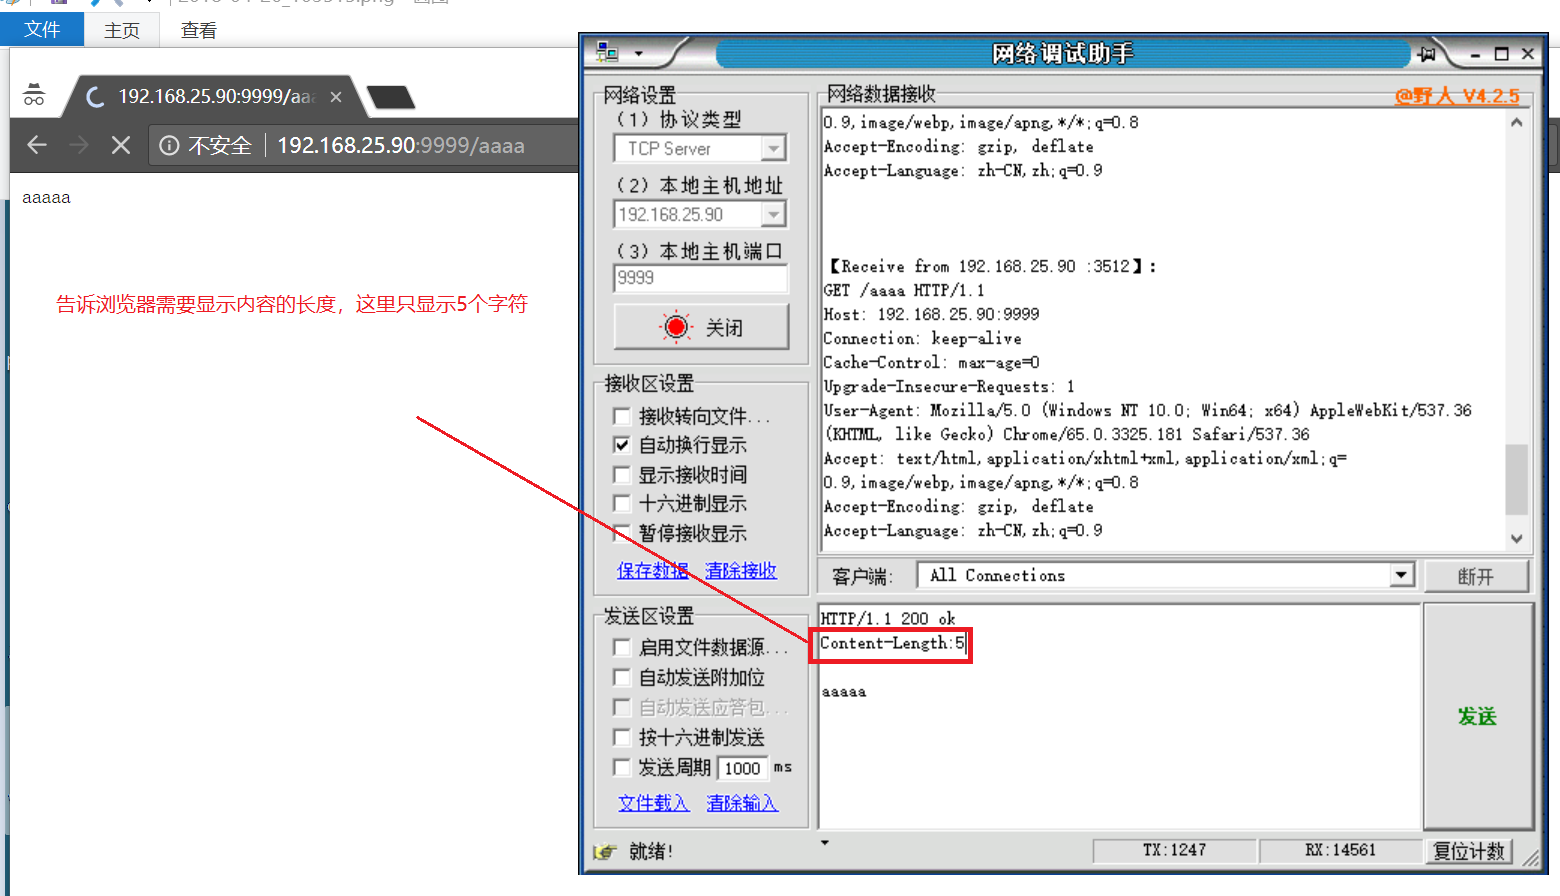 文件 主页 查看
192.168.25.90:9999/aaa
不安全 192.168.25.90:9999/aaaa
aaaaa
告诉浏览器需要显示内容的长度，这里只显示5个字符
网络调试助手
网络设置
（1）协议类型
TCP Server
（2）本地主机地址
192.168.25.90
（3）本地主机端口
9999
关闭
接收区设置
接收转向文件...
自动换行显示
显示接收时间
十六进制显示
暂停接收显示
保存数据 清除接收
发送区设置
启用文件数据源...
自动发送附加位
自动发送应答包...
按十六进制发送
发送周期 1000 ms
文件载入 清除输入
网络数据接收
@野人 V4.2.5
0.9,image/webp,image/apng,*/*;q=0.8
Accept-Encoding: gzip, deflate
Accept-Language: zh-CN,zh;q=0.9
【Receive from 192.168.25.90 :3512】：
GET /aaaa HTTP/1.1
Host: 192.168.25.90:9999
Connection: keep-alive
Cache-Control: max-age=0
Upgrade-Insecure-Requests: 1
User-Agent: Mozilla/5.0 (Windows NT 10.0; Win64; x64) AppleWebKit/537.36
(KHTML, like Gecko) Chrome/65.0.3325.181 Safari/537.36
Accept: text/html,application/xhtml+xml,application/xml;q=
0.9,image/webp,image/apng,*/*;q=0.8
Accept-Encoding: gzip, deflate
Accept-Language: zh-CN,zh;q=0.9
客户端: All Connections 断开
HTTP/1.1 200 ok
Content-Length:5
aaaaa
发送
就绪! TX:1247 RX:14561 复位计数